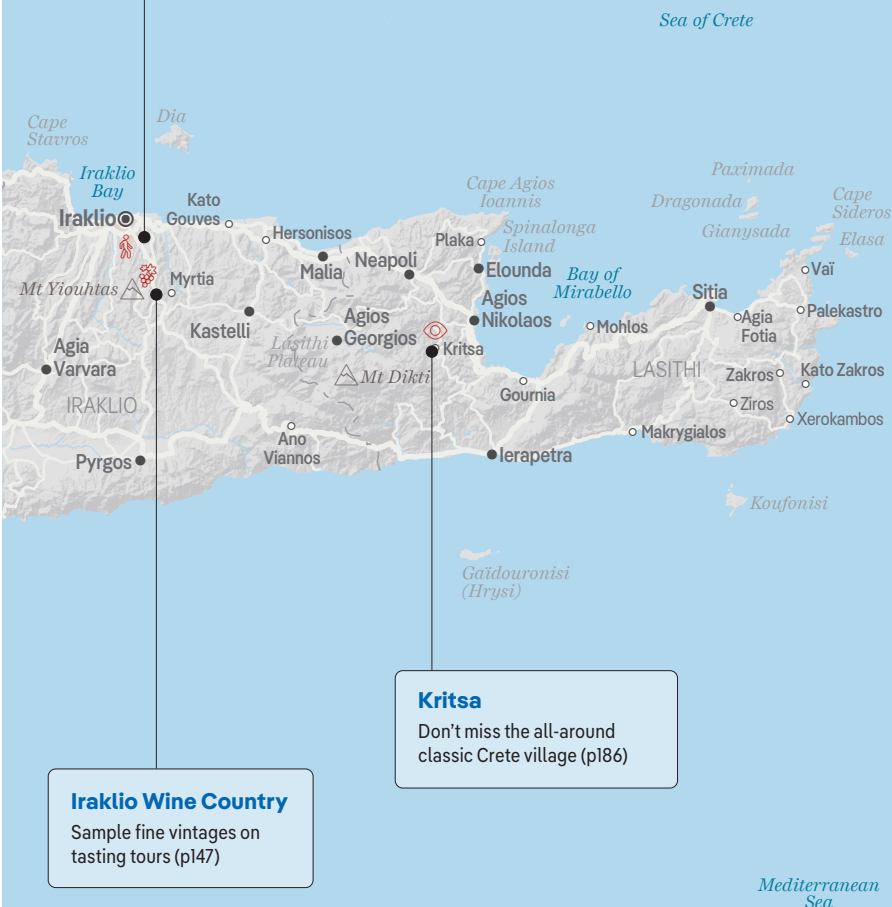 Sea of Crete
Dia
Cape
Stavros
Iraklio
Bay
Paximada
Cape Agios
Ioannis
Dragonada
Cape
Sideros
Kato
Gouves
Iraklio
Spinalonga
Island
Gianysada
Elasa
Hersonisos
Plaka
Neapoli
Malia
Elounda
Bay of
Mirabello
Vaï
Mt Yiouhtas
Myrtia
Sitia
Agios
Nikolaos
Palekastro
Kastelli
Agios
Georgios
Agia
Fotia
Mohlos
Lasithi
Plateau
Kritsa
Agia
Varvara
Mt Dikti
LASITHI
Zakros
Kato Zakros
IRAKLIO
Gournia
Ziros
Xerokambos
Ano
Viannos
Makrygialos
Pyrgos
Ierapetra
Koufonisi
Gaïdouronisi
(Hrysi)
Kritsa
Don’t miss the all-around
classic Crete village (p186)
Iraklio Wine Country
Sample fine vintages on
tasting tours (p147)
Mediterranean
Sea